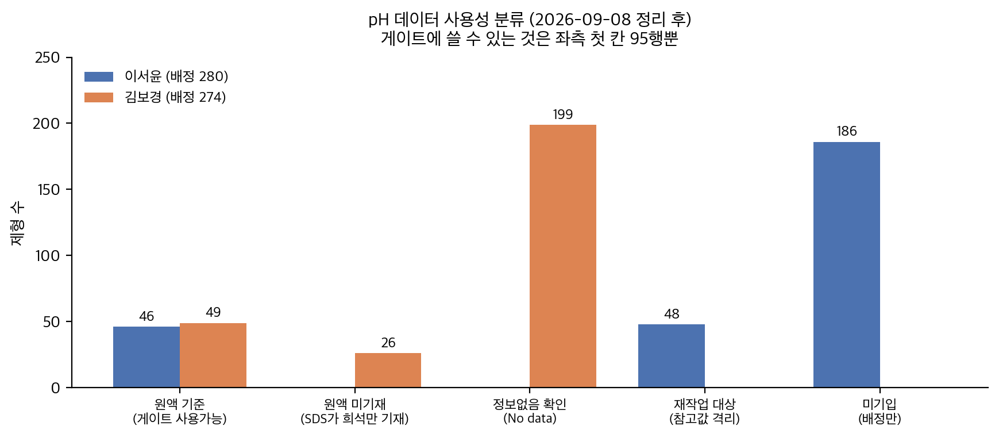 pH 데이터 사용성 분류 (2026-09-08 정리 후)
게이트에 쓸 수 있는 것은 좌측 첫 칸 95행뿐
이서윤 (배정 280)
김보경 (배정 274)
제형 수
250
200
150
100
50
0
46
49
26
199
48
186
원액 기준
(게이트 사용가능)
원액 미기재
(SDS가 희석만 기재)
정보없음 확인
(No data)
재작업 대상
(참고값 격리)
미기입
(배정만)